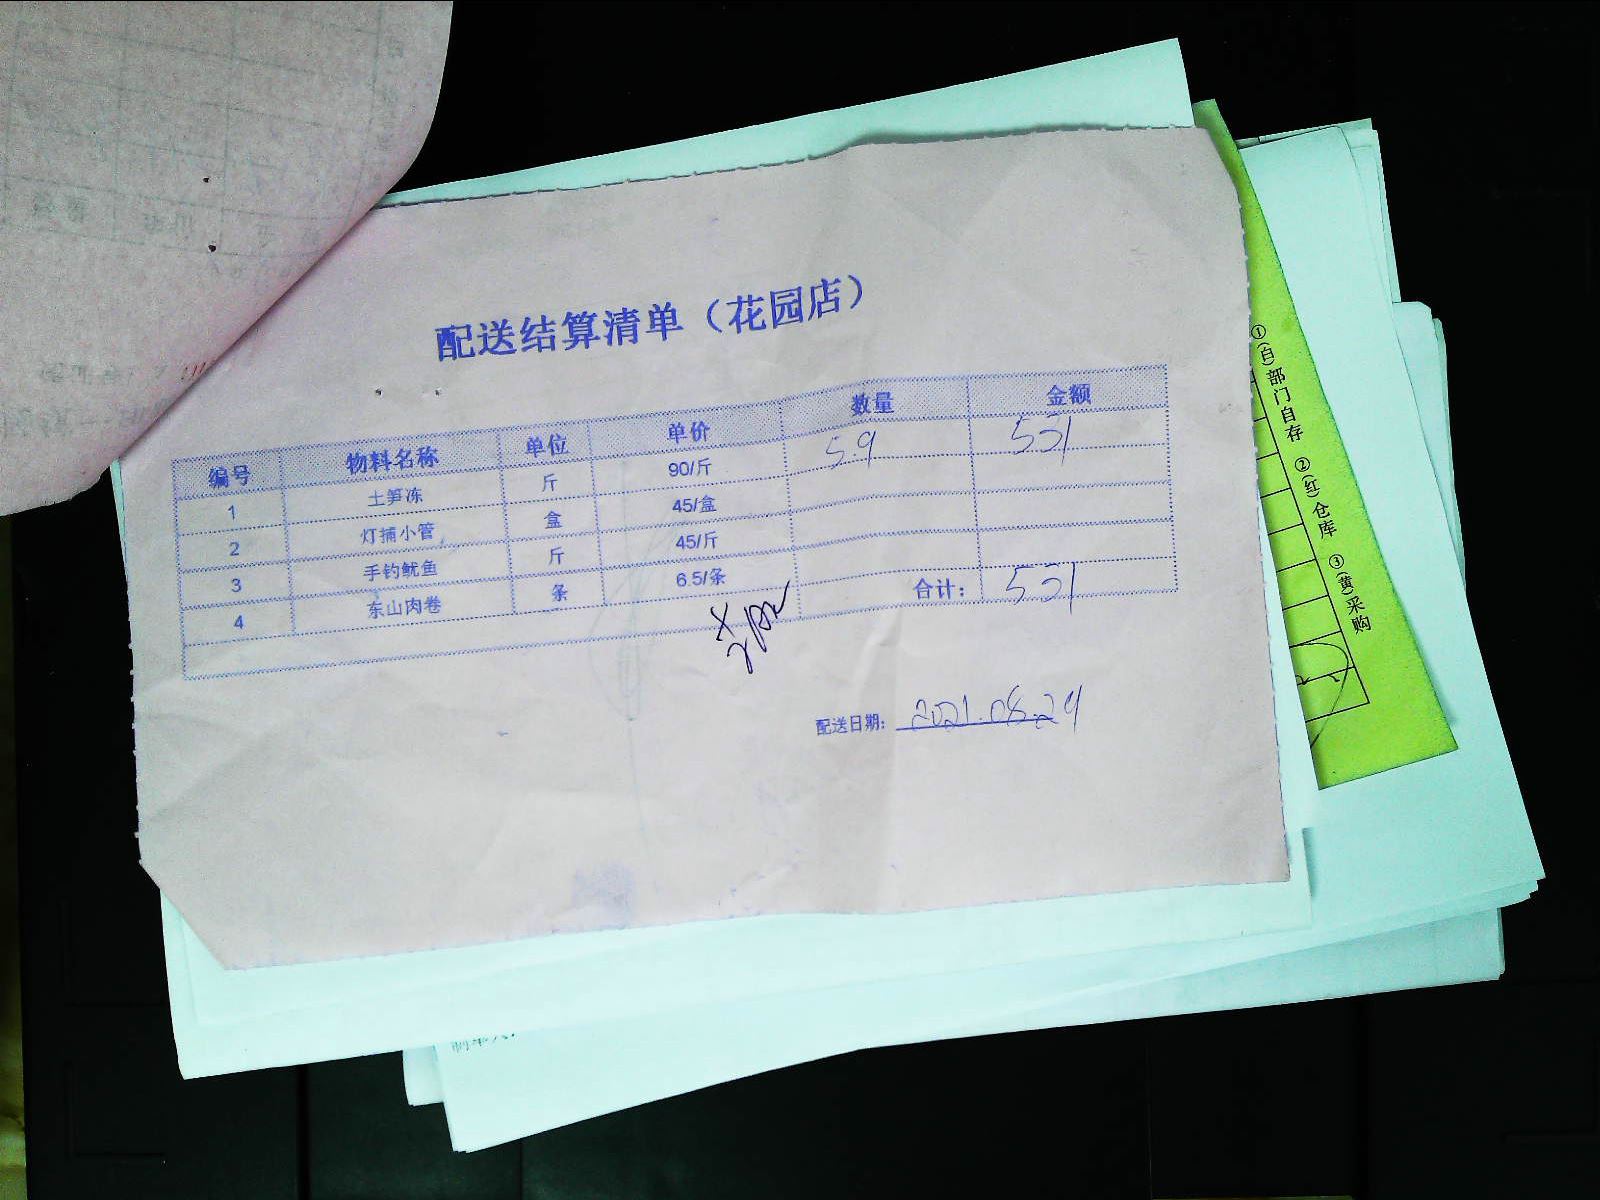 配送结算清单（花园店）
编号 物料名称 单位 单价 数量 金额
1 土笋冻 斤 90/斤 5.9 531
2 灯捕小管 盒 45/盒
3 手钓鱿鱼 斤 45/斤
4 东山肉卷 条 6.5/条
合计： 531
配送日期： 2021.08.29
①(白)部门自存 ②(红)仓库 ③(黄)采购